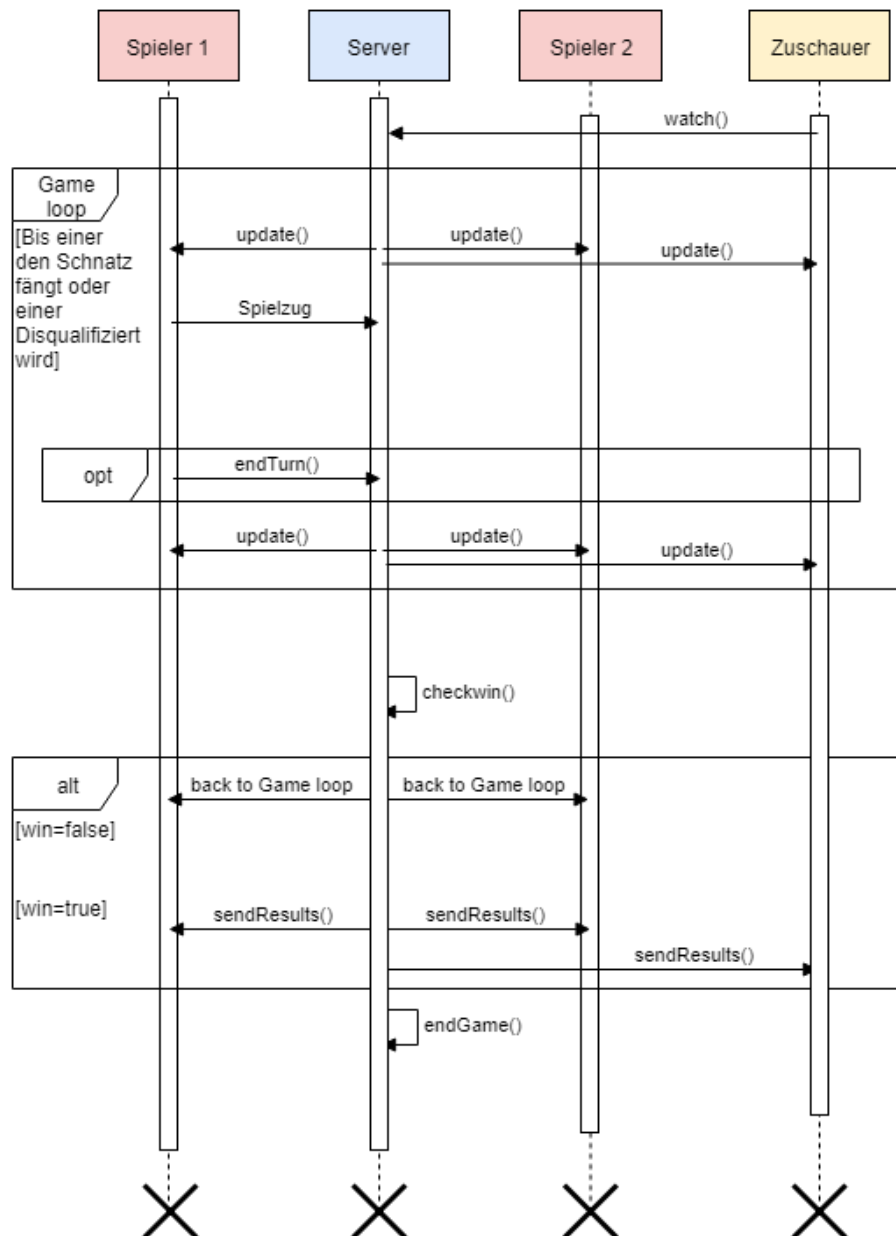 Spieler 1
Server
Spieler 2
Zuschauer
watch()
Game
loop
[Bis einer
den Schnatz
fängt oder
einer
Disqualifiziert
wird]
update()
update()
update()
Spielzug
opt
endTurn()
update()
update()
update()
checkwin()
alt
back to Game loop
back to Game loop
[win=false]
[win=true]
sendResults()
sendResults()
sendResults()
endGame()